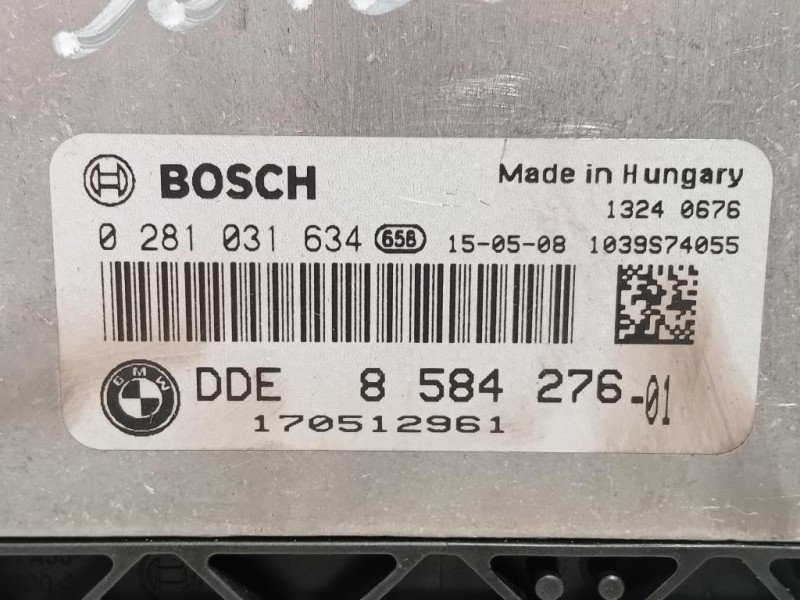 BOSCH
Made in Hungary
1324 0676
0 281 031 634 658 15-05-08 1039S74055
BMW DDE 8 584 276-01
170512961